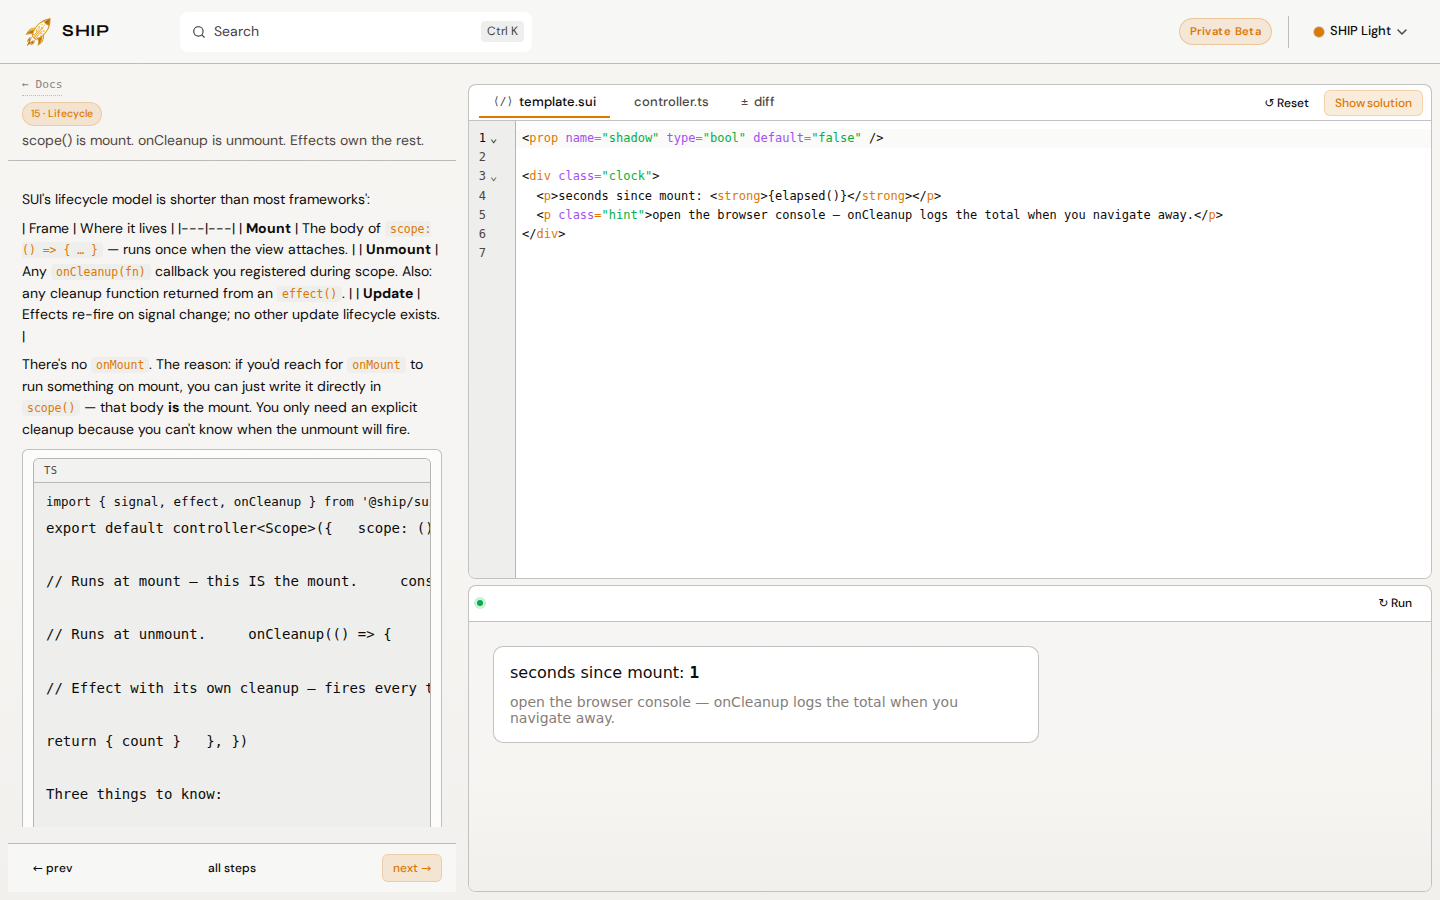 SHIP
Search
Ctrl K
Private Beta
SHIP Light
← Docs
15 · Lifecycle
scope() is mount. onCleanup is unmount. Effects own the rest.
SUI's lifecycle model is shorter than most frameworks':
| Frame | Where it lives | |---|---| | Mount | The body of scope:
() => { … } — runs once when the view attaches. | | Unmount |
Any onCleanup(fn) callback you registered during scope. Also:
any cleanup function returned from an effect() . | | Update |
Effects re-fire on signal change; no other update lifecycle exists.
|
There's no onMount . The reason: if you'd reach for onMount to
run something on mount, you can just write it directly in
scope() — that body is the mount. You only need an explicit
cleanup because you can't know when the unmount will fire.
TS
import { signal, effect, onCleanup } from '@ship/su
export default controller<Scope>({   scope: ()
// Runs at mount — this IS the mount.     cons
// Runs at unmount.     onCleanup(() => {
// Effect with its own cleanup — fires every t
return { count }   }, })
Three things to know:
← prev
all steps
next →
⟨/⟩ template.sui
controller.ts
± diff
↺ Reset
Show solution
1 <prop name="shadow" type="bool" default="false" />
2
3 <div class="clock">
4   <p>seconds since mount: <strong>{elapsed()}</strong></p>
5   <p class="hint">open the browser console — onCleanup logs the total when you navigate away.</p>
6 </div>
7
↻ Run
seconds since mount: 1
open the browser console — onCleanup logs the total when you
navigate away.